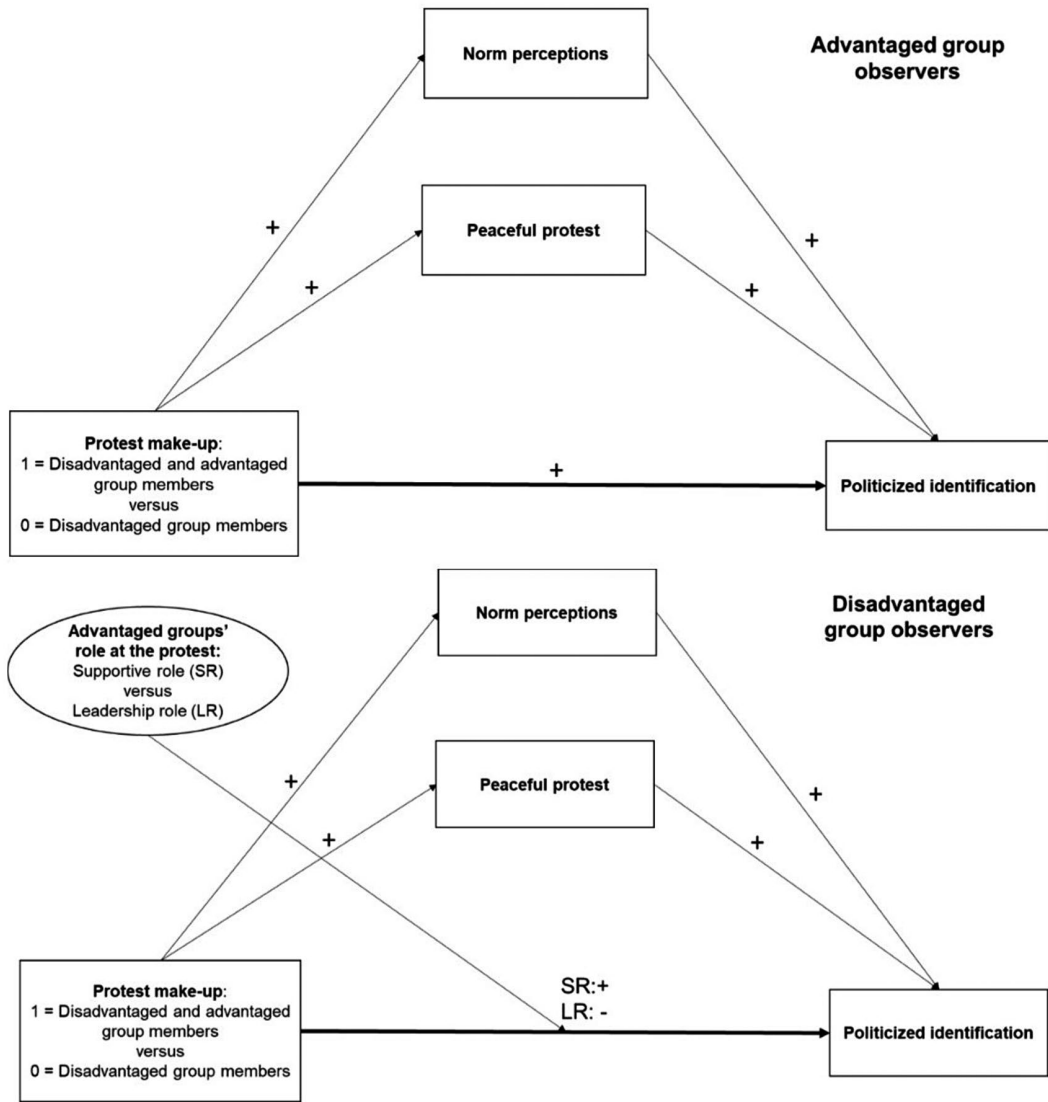 Norm perceptions
Advantaged group
observers
Peaceful protest
+
+
+
+
Protest make-up:
1 = Disadvantaged and advantaged
group members
versus
0 = Disadvantaged group members
+
Politicized identification
Norm perceptions
Disadvantaged
group observers
Advantaged groups’
role at the protest:
Supportive role (SR)
versus
Leadership role (LR)
Peaceful protest
+
+
+
+
Protest make-up:
1 = Disadvantaged and advantaged
group members
versus
0 = Disadvantaged group members
SR:+
LR: -
Politicized identification